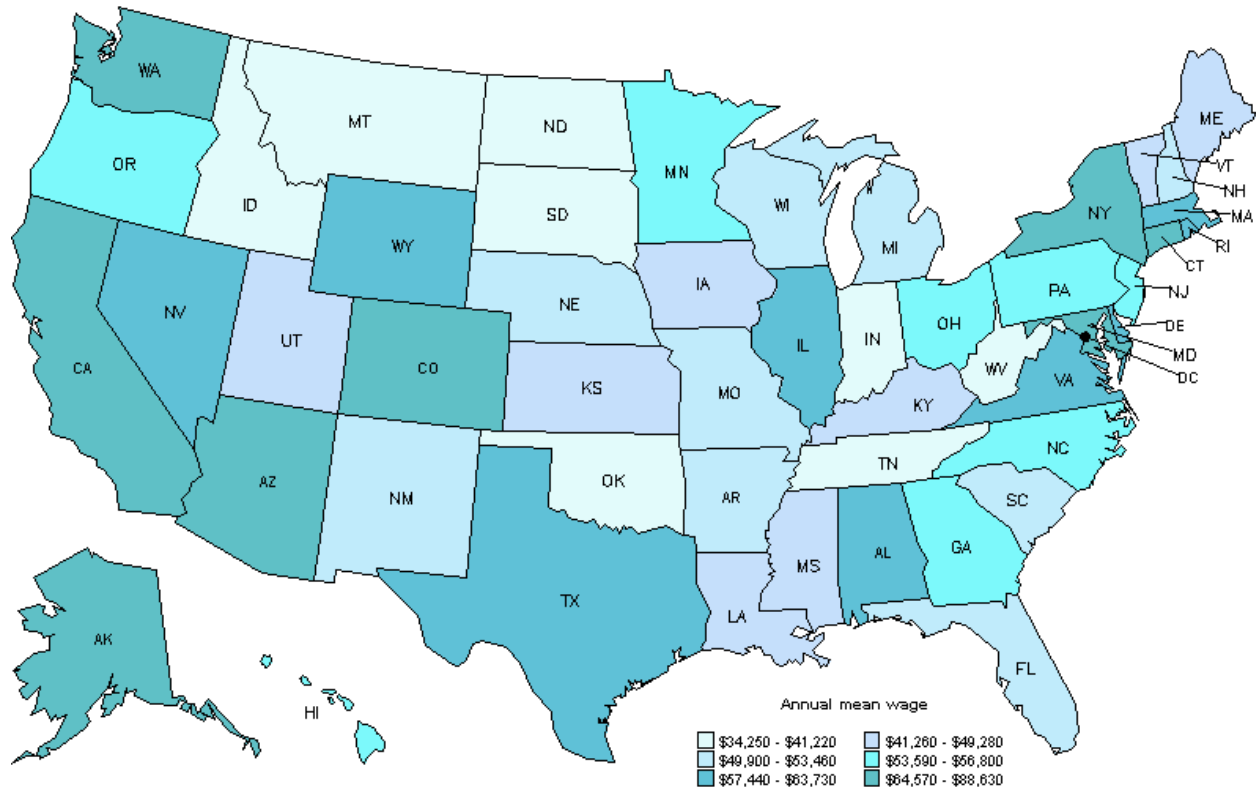 WA
ME
MT
ND
VT
OR
MN
NH
ID
SD
WI
NY
MA
MI
RI
WY
CT
IA
PA
NJ
NE
NV
OH
DE
UT
IL
IN
MD
CA
CO
WV
VA
DC
KS
MO
KY
NC
TN
AZ
OK
NM
AR
SC
MS
AL
GA
TX
LA
AK
FL
HI
Annual mean wage
$34,250 - $41,220 $41,260 - $49,280
$49,900 - $53,460 $53,590 - $56,800
$57,440 - $63,730 $64,570 - $88,630